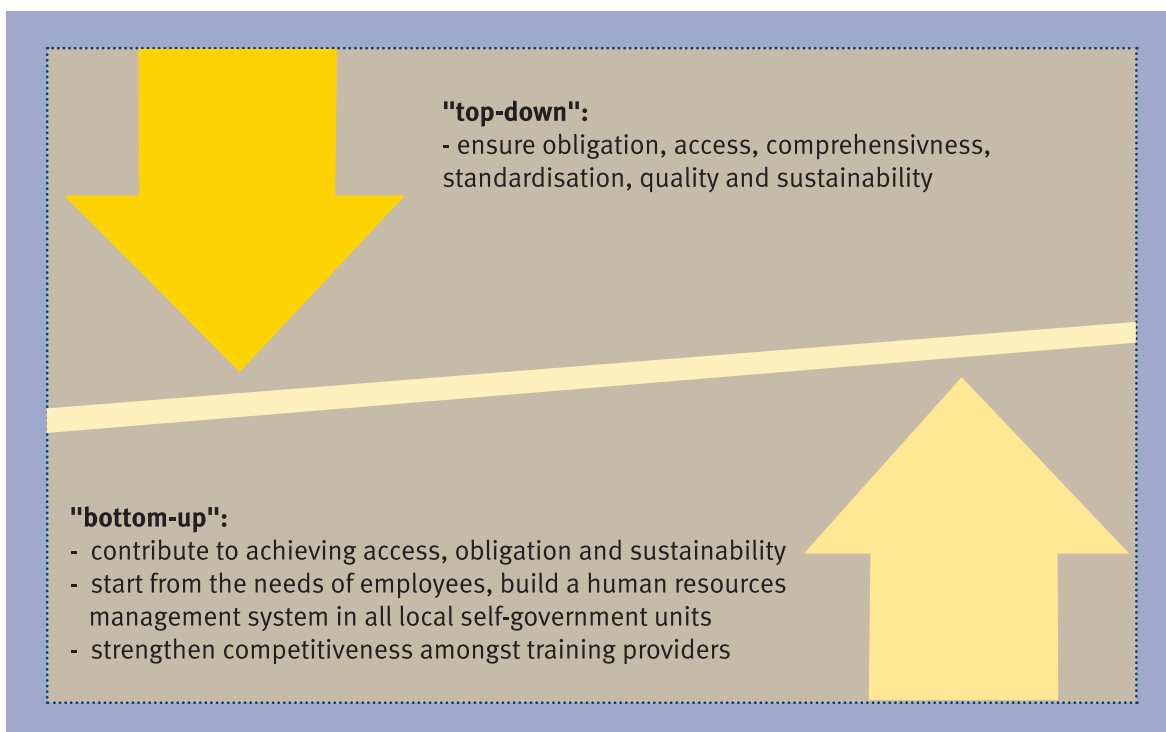 "top-down":
- ensure obligation, access, comprehensivness,
standardisation, quality and sustainability
"bottom-up":
- contribute to achieving access, obligation and sustainability
- start from the needs of employees, build a human resources
management system in all local self-government units
- strengthen competitiveness amongst training providers